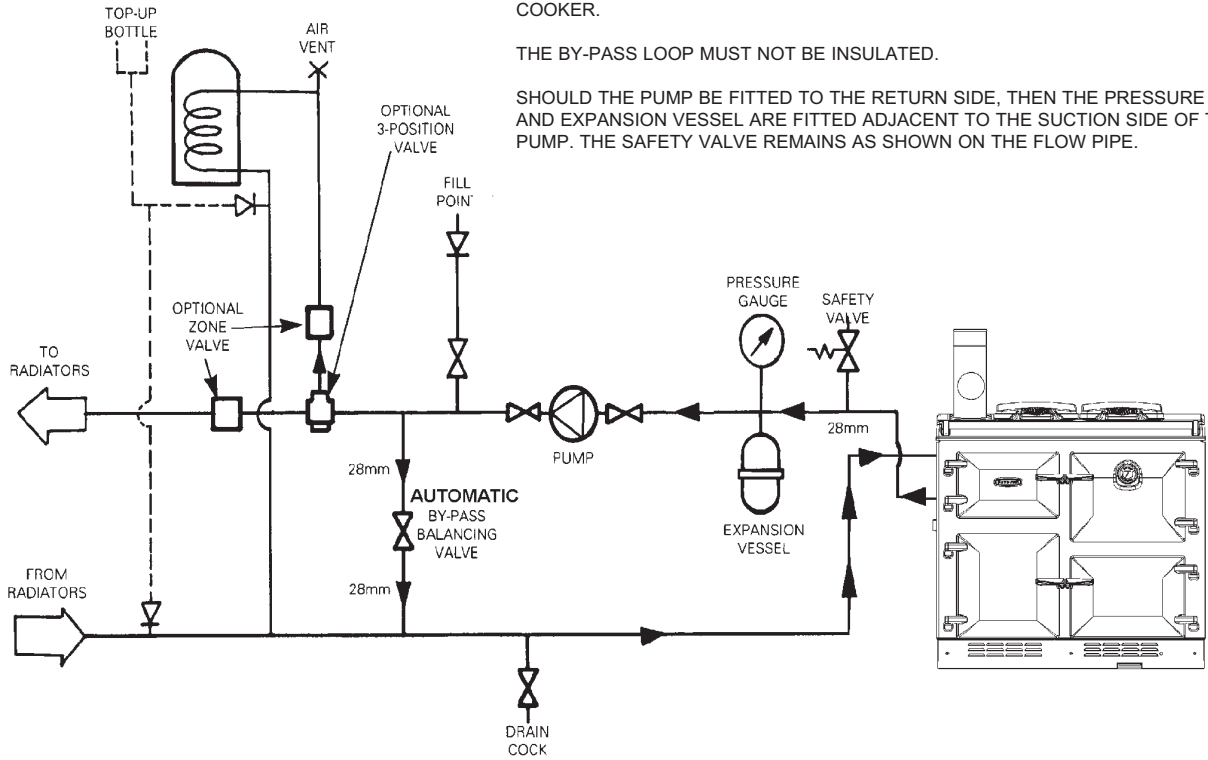 COOKER.
THE BY-PASS LOOP MUST NOT BE INSULATED.
SHOULD THE PUMP BE FITTED TO THE RETURN SIDE, THEN THE PRESSURE
AND EXPANSION VESSEL ARE FITTED ADJACENT TO THE SUCTION SIDE OF
PUMP. THE SAFETY VALVE REMAINS AS SHOWN ON THE FLOW PIPE.
TOP-UP
BOTTLE
AIR
VENT
OPTIONAL
3-POSITION
VALVE
FILL
POINT
PRESSURE
GAUGE
SAFETY
VALVE
OPTIONAL
ZONE
VALVE
TO
RADIATORS
28mm
PUMP
28mm
AUTOMATIC
BY-PASS
BALANCING
VALVE
EXPANSION
VESSEL
28mm
FROM
RADIATORS
DRAIN
COCK